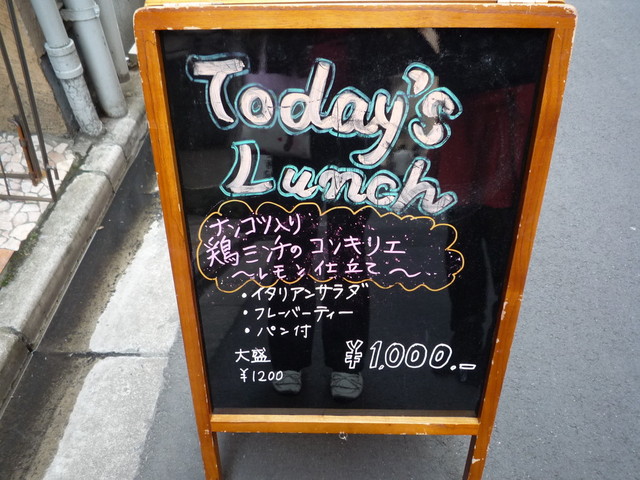 Today's
Lunch
ナンコツ入り
鶏ミンチのコンキリエ
～レモン仕立て～
・イタリアンサラダ
・フレーバーティー
・パン付
大盛
¥1200
¥1,000.-